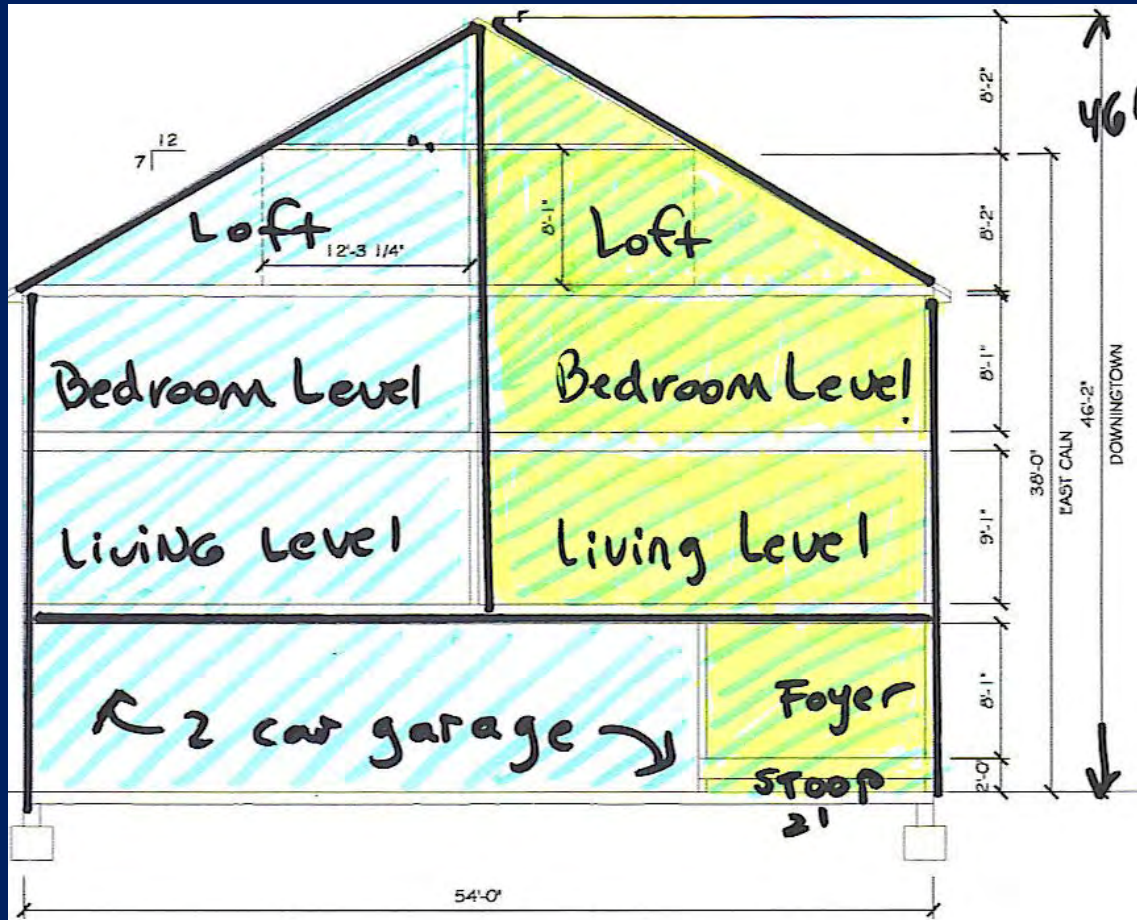 8'-2"
12
7
Loft
12'-3 1/4"
8'-1"
Loft
8'-2"
Bedroom Level
Bedroom Level
8'-1"
38'-0"
EAST CALN
46'-2"
DOWNINGTOWN
LiViNG Level
Living Level
9'-1"
2 car garage
Foyer
8'-1"
STOOP
2'
2'-0"
54'-0"